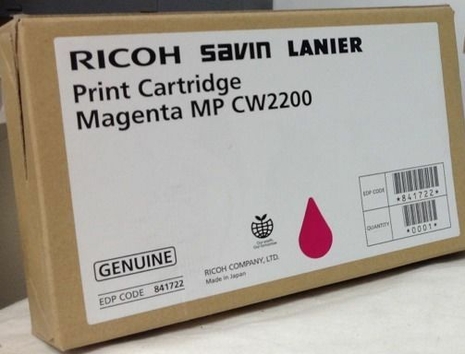 RICOH SAVIN LANIER
Print Cartridge
Magenta MP CW2200
EDP CODE
*841722*
QUANTITY
*0001*
GENUINE
RICOH COMPANY, LTD.
Made in Japan
EDP CODE 841722